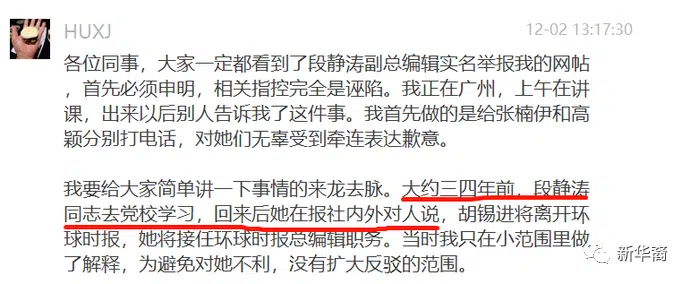 HUXJ
12-02 13:17:30
各位同事，大家一定都看到了段静涛副总编辑实名举报我的网帖
，首先必须申明，相关指控完全是诬陷。我正在广州，上午在讲
课，出来以后别人告诉我了这件事。我首先做的是给张楠伊和高
颖分别打电话，对她们无辜受到牵连表达歉意。
我要给大家简单讲一下事情的来龙去脉。大约三四年前，段静涛
同志去党校学习，回来后她在报社内外对人说，胡锡进将离开环
球时报，她将接任环球时报总编辑职务。当时我只在小范围里做
了解释，为避免对她不利，没有扩大反驳的范围。
新华裔